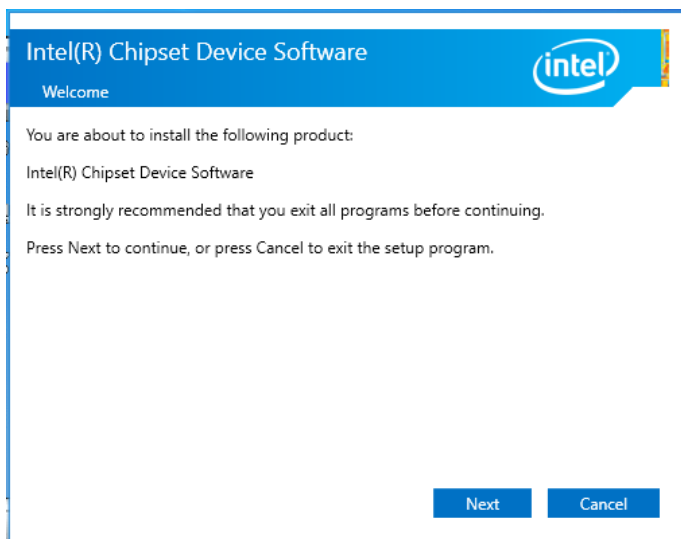 Intel(R) Chipset Device Software
intel
Welcome
You are about to install the following product:
Intel(R) Chipset Device Software
It is strongly recommended that you exit all programs before continuing.
Press Next to continue, or press Cancel to exit the setup program.
Next
Cancel